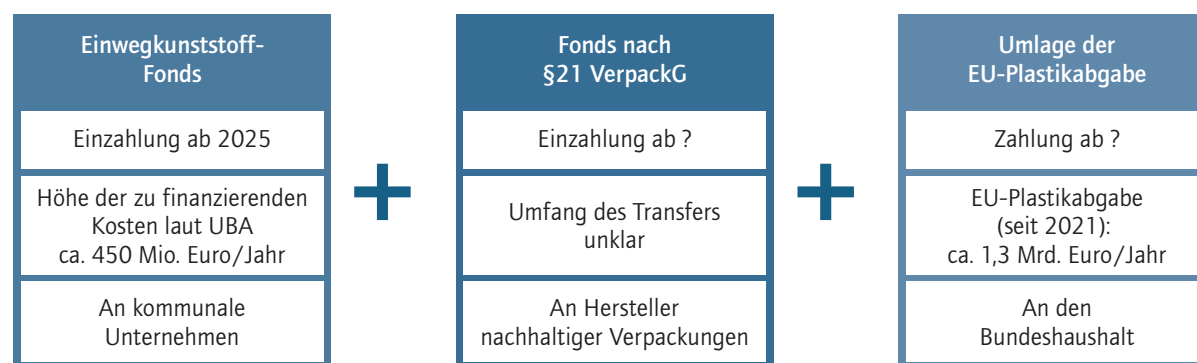 Einwegkunststoff-
Fonds
Einzahlung ab 2025
Höhe der zu finanzierenden
Kosten laut UBA
ca. 450 Mio. Euro/Jahr
An kommunale
Unternehmen
+
Fonds nach
§21 VerpackG
Einzahlung ab ?
Umfang des Transfers
unklar
An Hersteller
nachhaltiger Verpackungen
+
Umlage der
EU-Plastikabgabe
Zahlung ab ?
EU-Plastikabgabe
(seit 2021):
ca. 1,3 Mrd. Euro/Jahr
An den
Bundeshaushalt